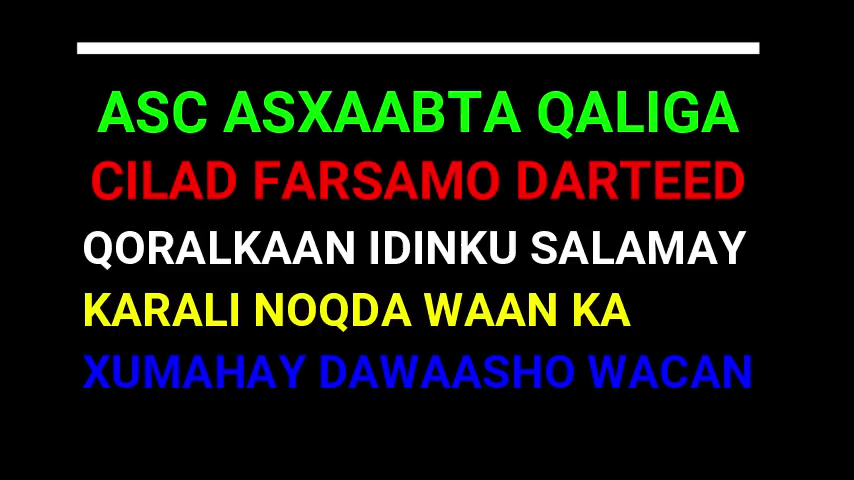 ASC ASXAABTA QALIGA
CILAD FARSAMO DARTEED
QORALKAAN IDINKU SALAMAY
KARALI NOQDA WAAN KA
XUMAHAY DAWAASHO WACAN